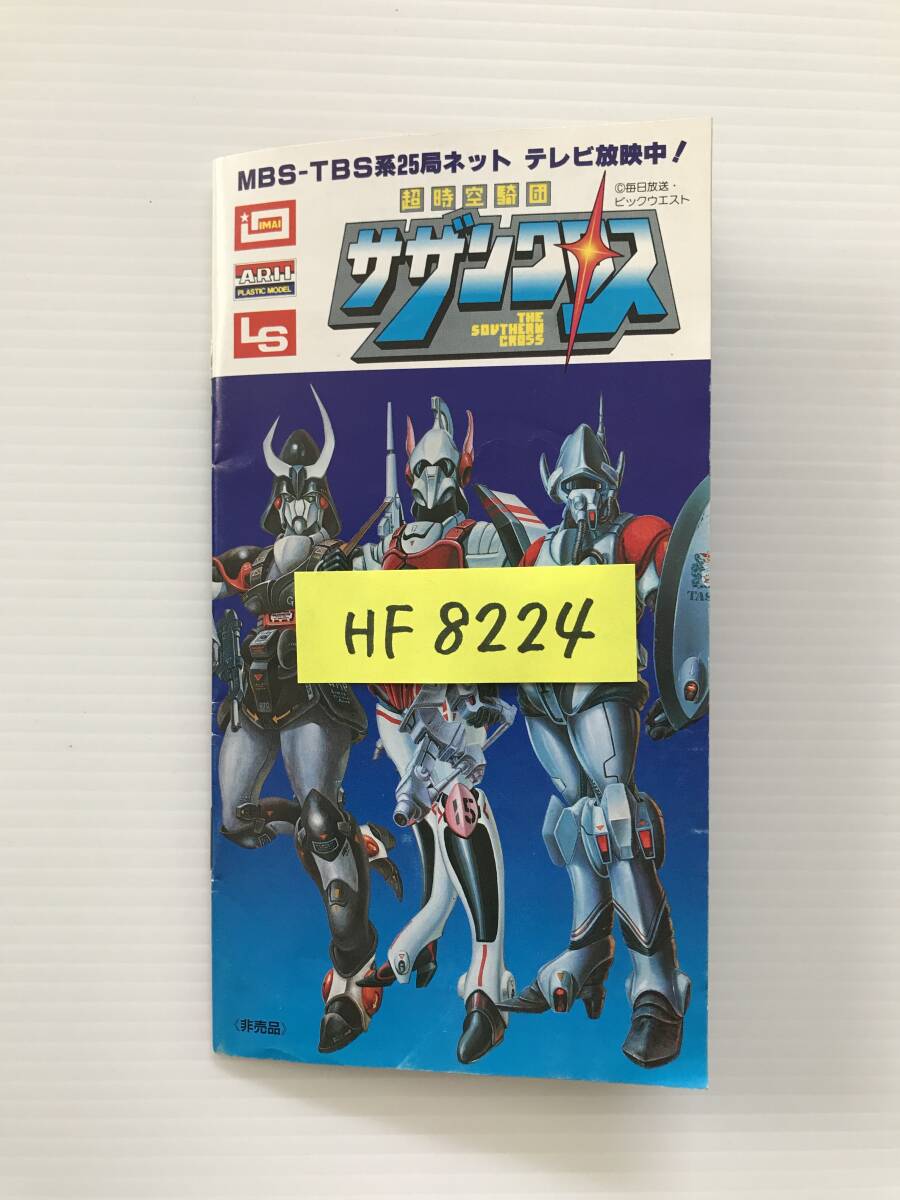 MBS-TBS系25局ネット テレビ放映中！
©毎日放送・
ビックウエスト
超時空騎団
サザンクロス
THE
SOUTHERN
CROSS
IMAI
ARII
PLASTIC MODEL
LS
TAS
HF 8224
15
〈非売品〉